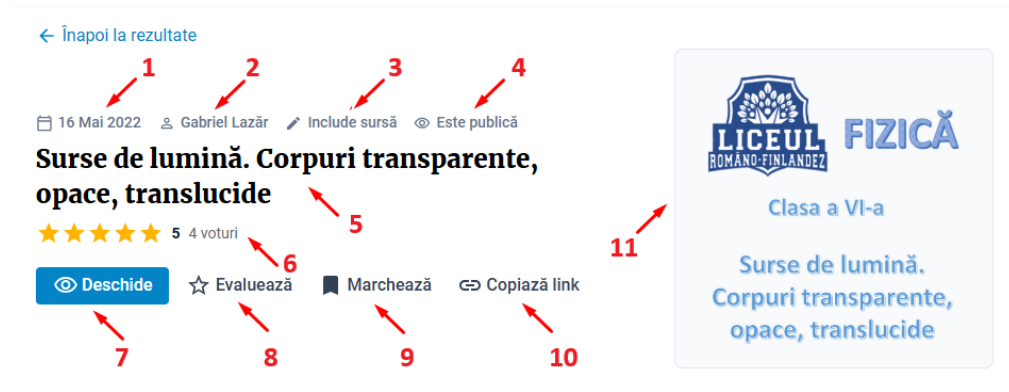 ← Înapoi la rezultate
1 2 3 4
16 Mai 2022 Gabriel Lazăr Include sursă Este publică
Surse de lumină. Corpuri transparente,
opace, translucide
5
5 4 voturi
6
Deschide Evaluează Marchează Copiază link
7 8 9 10
11
LICEUL
ROMÂNO-FINLANDEZ
FIZICĂ
Clasa a VI-a
Surse de lumină.
Corpuri transparente,
opace, translucide